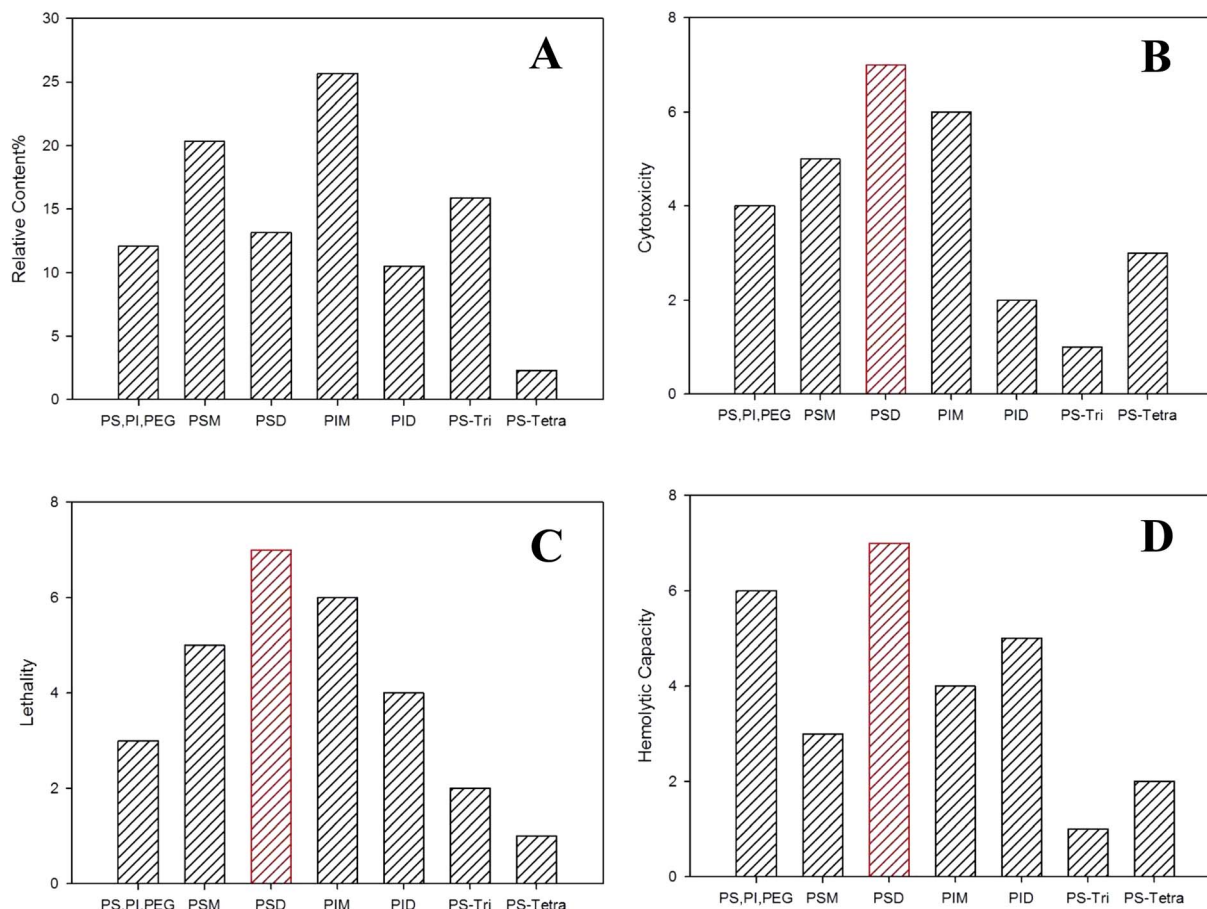 A
Relative Content%
30
25
20
15
10
5
0
PS,PI,PEG PSM PSD PIM PID PS-Tri PS-Tetra
B
Cytotoxicity
8
6
4
2
0
PS,PI,PEG PSM PSD PIM PID PS-Tri PS-Tetra
C
Lethality
8
6
4
2
0
PS,PI,PEG PSM PSD PIM PID PS-Tri PS-Tetra
D
Hemolytic Capacity
8
6
4
2
0
PS,PI,PEG PSM PSD PIM PID PS-Tri PS-Tetra